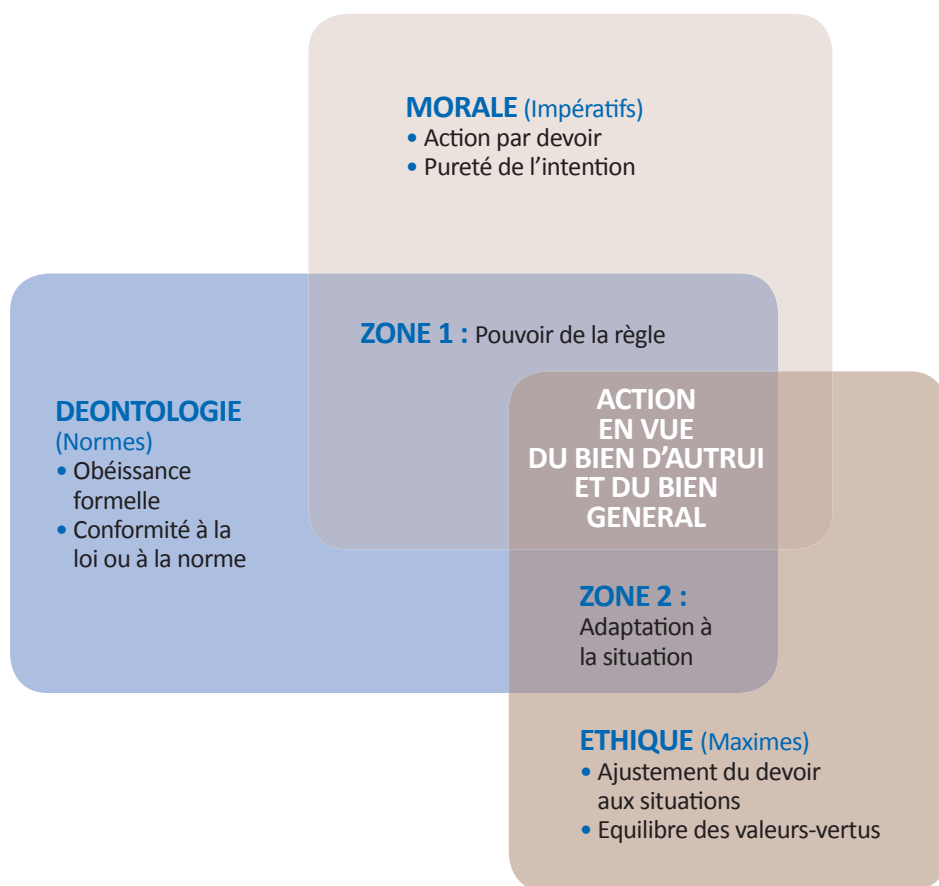 MORALE (Impératifs)
• Action par devoir
• Pureté de l'intention
ZONE 1 : Pouvoir de la règle
DEONTOLOGIE
(Normes)
• Obéissance
formelle
• Conformité à la
loi ou à la norme
ACTION
EN VUE
DU BIEN D'AUTRUI
ET DU BIEN
GENERAL
ZONE 2 :
Adaptation à
la situation
ETHIQUE (Maximes)
• Ajustement du devoir
aux situations
• Equilibre des valeurs-vertus